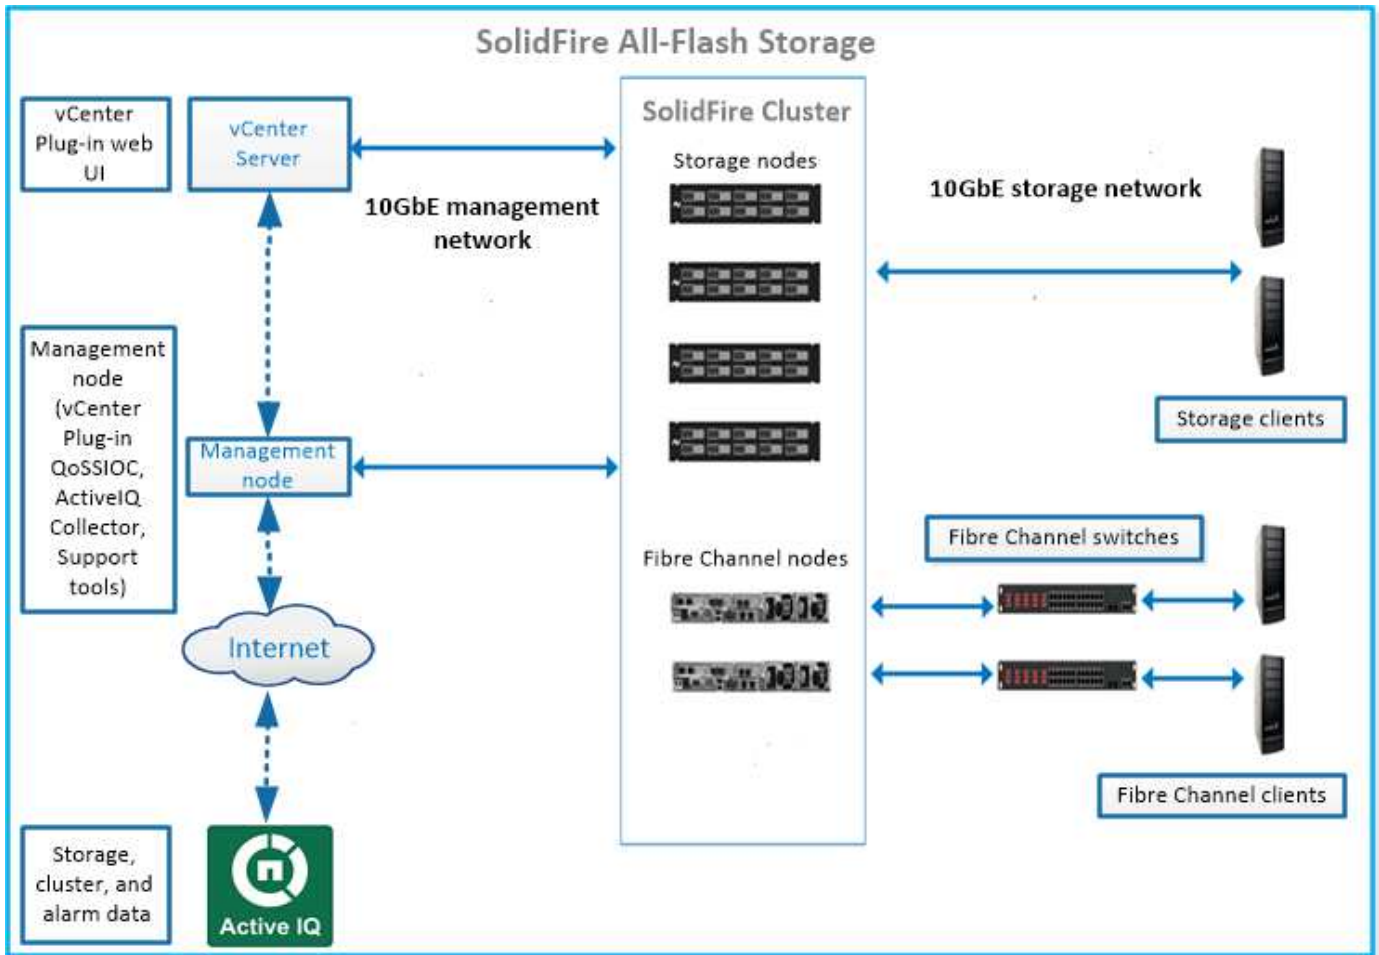 SolidFire All-Flash Storage
vCenter
Plug-in web
UI
vCenter
Server
10GbE management
network
SolidFire Cluster
Storage nodes
10GbE storage network
Storage clients
Management
node
(vCenter
Plug-in
QoSSIOC,
ActiveIQ
Collector,
Support
tools)
Management
node
Fibre Channel nodes
Fibre Channel switches
Internet
Fibre Channel clients
Storage,
cluster, and
alarm data
Active IQ